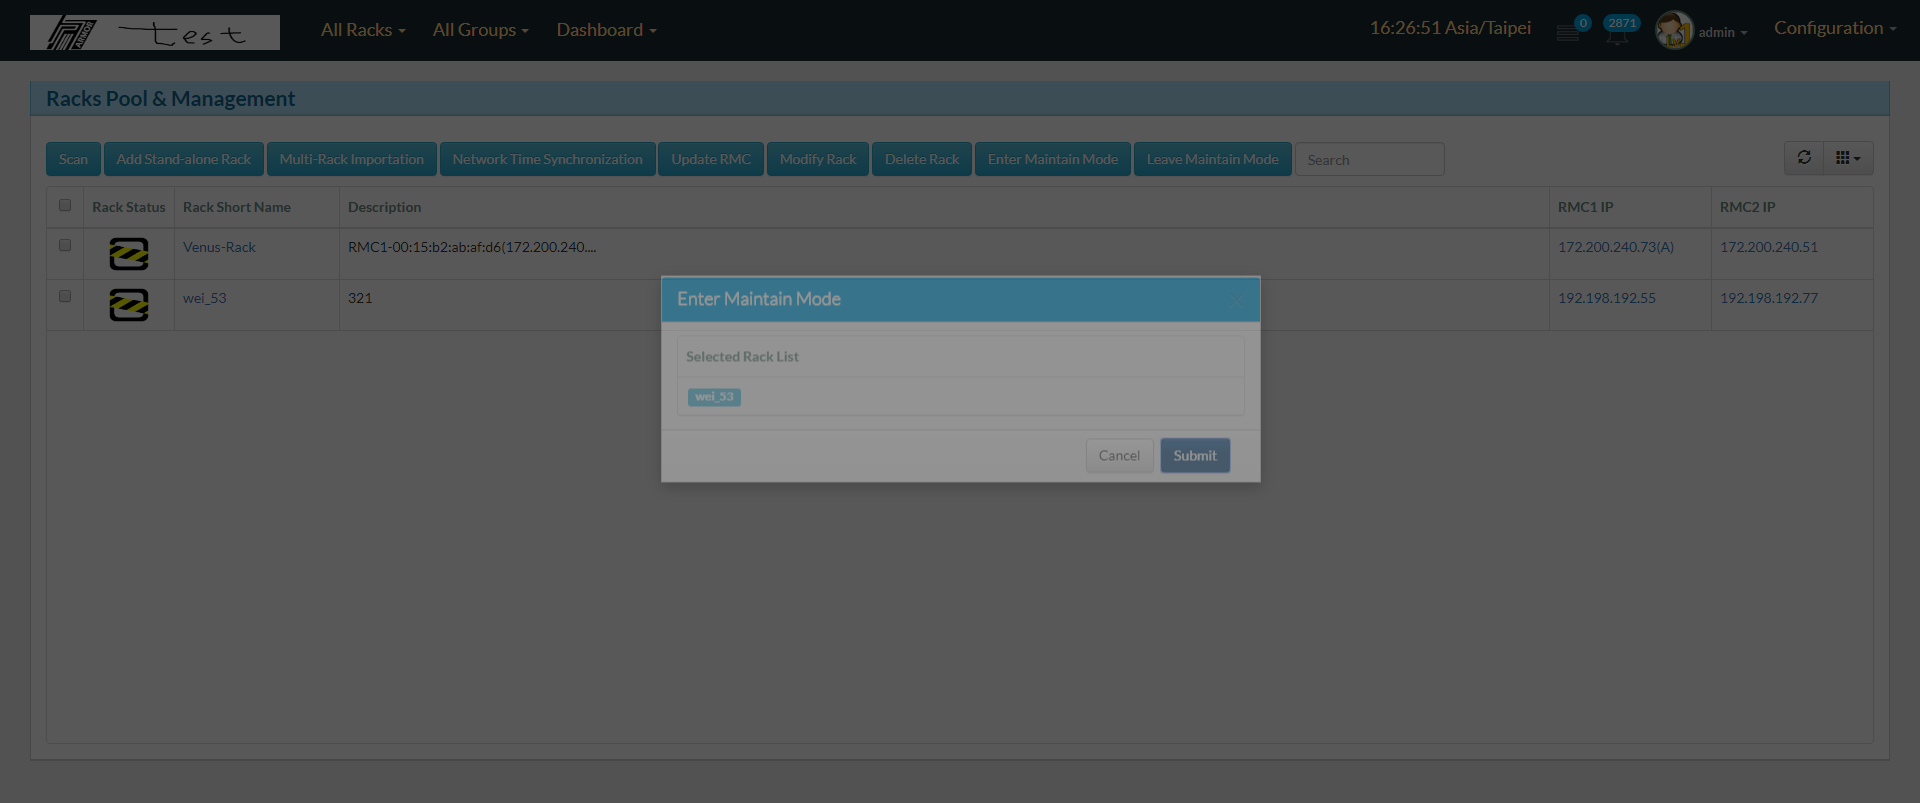 ARMOR test All Racks All Groups Dashboard 16:26:51 Asia/Taipei 0 2871 admin Configuration
Racks Pool & Management
Scan Add Stand-alone Rack Multi-Rack Importation Network Time Synchronization Update RMC Modify Rack Delete Rack Enter Maintain Mode Leave Maintain Mode Search
Rack Status Rack Short Name Description RMC1 IP RMC2 IP
Venus-Rack RMC1-00:15:b2:ab:af:d6(172.200.240.... 172.200.240.73(A) 172.200.240.51
wei_53 321 192.198.192.55 192.198.192.77
Enter Maintain Mode
Selected Rack List
wei_53
Cancel Submit